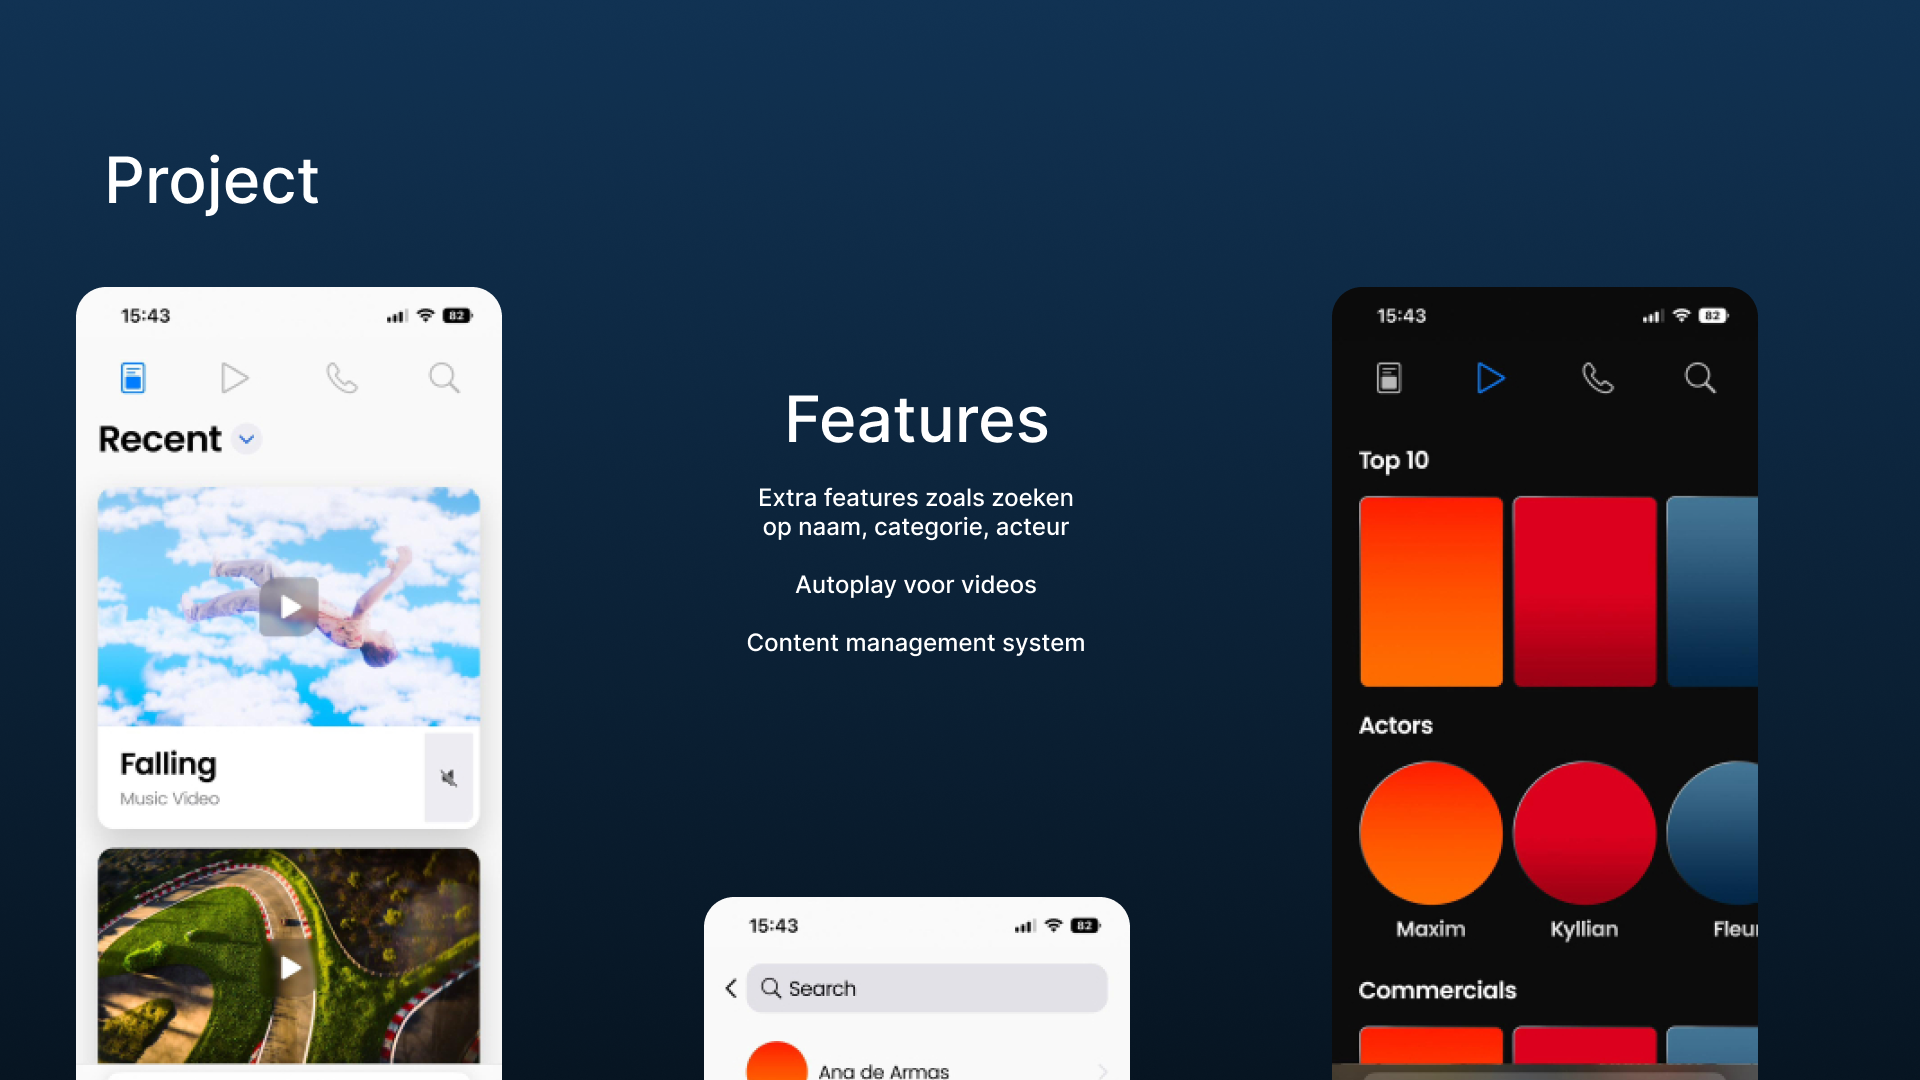 Project
15:43
82
Recent
Falling
Music Video
Features
Extra features zoals zoeken
op naam, categorie, acteur
Autoplay voor videos
Content management system
15:43
82
Search
Ana de Armas
15:43
82
Top 10
Actors
Maxim
Kyllian
Fleur
Commercials